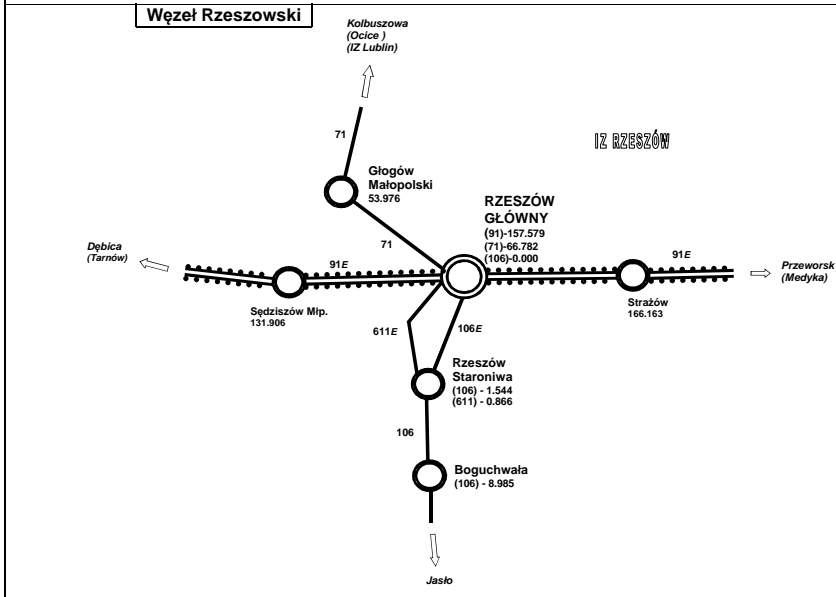 Węzeł Rzeszowski
Kolbuszowa
(Ocice )
(IZ Lublin)
71
IZ RZESZÓW
Głogów
Małopolski
53.976
RZESZÓW
GŁÓWNY
(91)-157.579
(71)-66.782
(106)-0.000
71
Dębica
(Tarnów)
91E
91E
Przeworsk
(Medyka)
Sędziszów Młp.
131.906
Strażów
166.163
611E
106E
Rzeszów
Staroniwa
(106) - 1.544
(611) - 0.866
106
Boguchwała
(106) - 8.985
Jasło